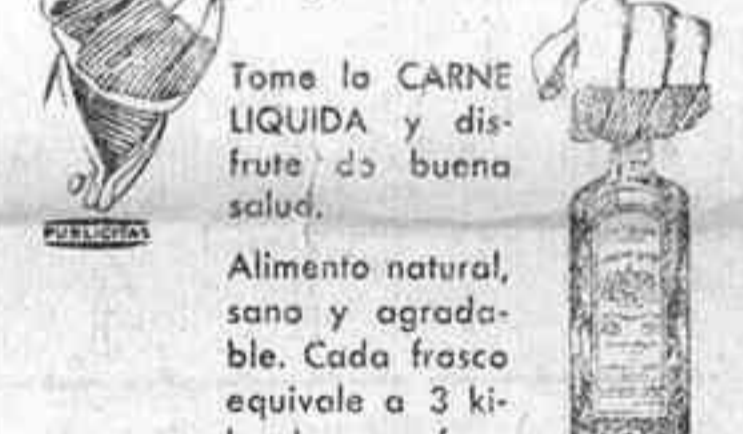 Tome la CARNE
LIQUIDA y dis-
frute de buena
salud.
Alimento natural,
sano y agrada-
ble. Cada frasco
equivale a 3 ki-
PUBLICITAS